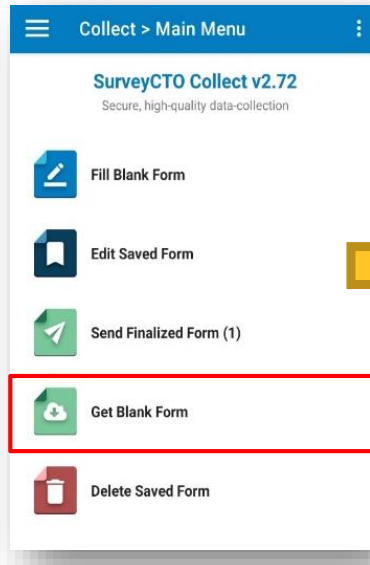 Collect > Main Menu
SurveyCTO Collect v2.72
Secure, high-quality data-collection
Fill Blank Form
Edit Saved Form
Send Finalized Form (1)
Get Blank Form
Delete Saved Form